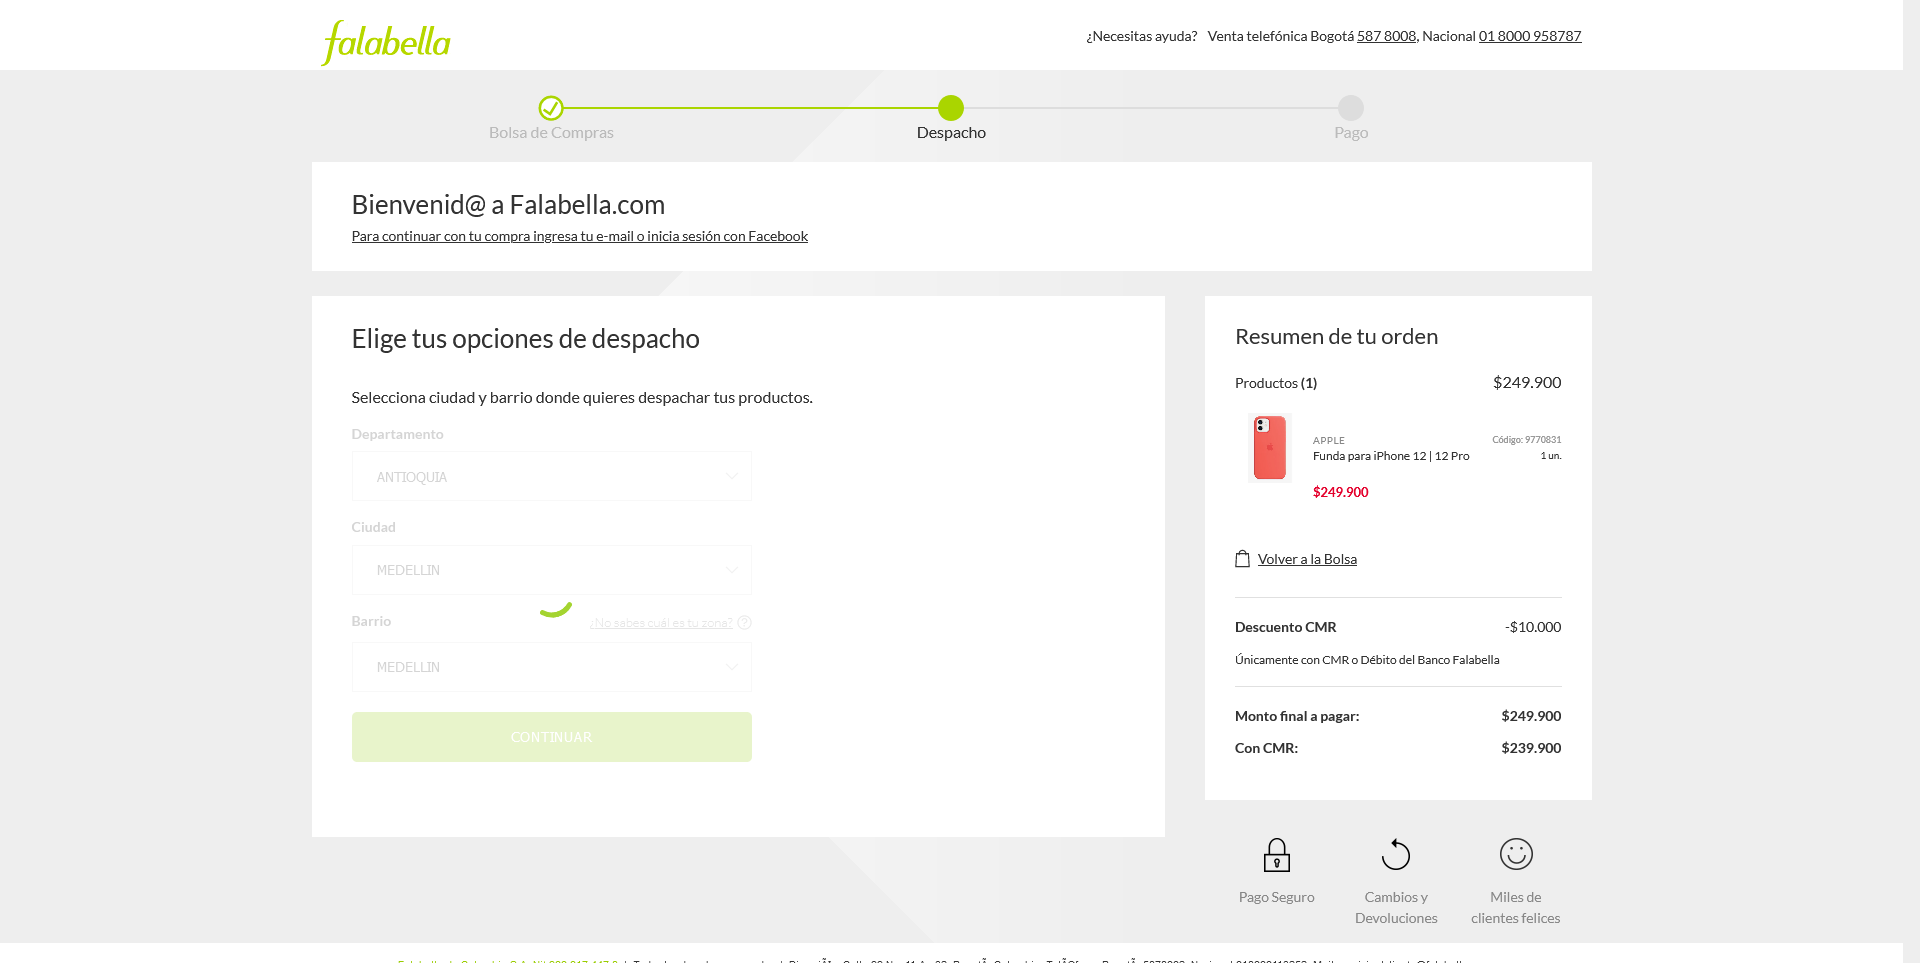 falabella
¿Necesitas ayuda? Venta telefónica Bogotá 587 8008, Nacional 01 8000 958787
Bolsa de Compras
Despacho
Pago
Bienvenid@ a Falabella.com
Para continuar con tu compra ingresa tu e-mail o inicia sesión con Facebook
Elige tus opciones de despacho
Selecciona ciudad y barrio donde quieres despachar tus productos.
Departamento
ANTIOQUIA
Ciudad
MEDELLIN
Barrio
¿No sabes cuál es tu zona? ?
MEDELLIN
CONTINUAR
Resumen de tu orden
Productos (1) $249.900
APPLE
Código: 9770831
Funda para iPhone 12 | 12 Pro
1 un.
$249.900
Volver a la Bolsa
Descuento CMR -$10.000
Únicamente con CMR o Débito del Banco Falabella
Monto final a pagar: $249.900
Con CMR: $239.900
Pago Seguro
Cambios y
Devoluciones
Miles de
clientes felices